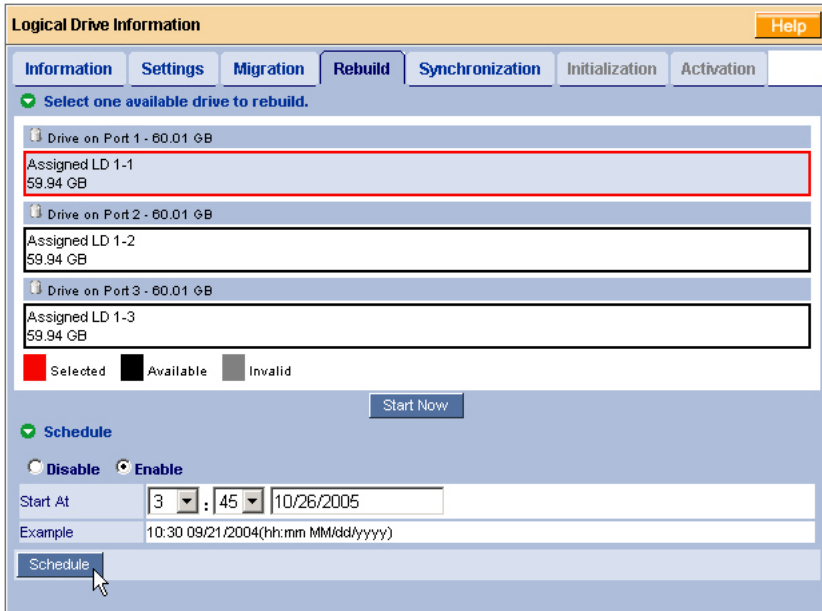 Logical Drive Information Help
Information Settings Migration Rebuild Synchronization Initialization Activation
Select one available drive to rebuild.
Drive on Port 1 - 60.01 GB
Assigned LD 1-1
59.94 GB
Drive on Port 2 - 60.01 GB
Assigned LD 1-2
59.94 GB
Drive on Port 3 - 60.01 GB
Assigned LD 1-3
59.94 GB
Selected Available Invalid
Start Now
Schedule
Disable Enable
Start At 3 : 45 10/26/2005
Example 10:30 09/21/2004(hh:mm MM/dd/yyyy)
Schedule